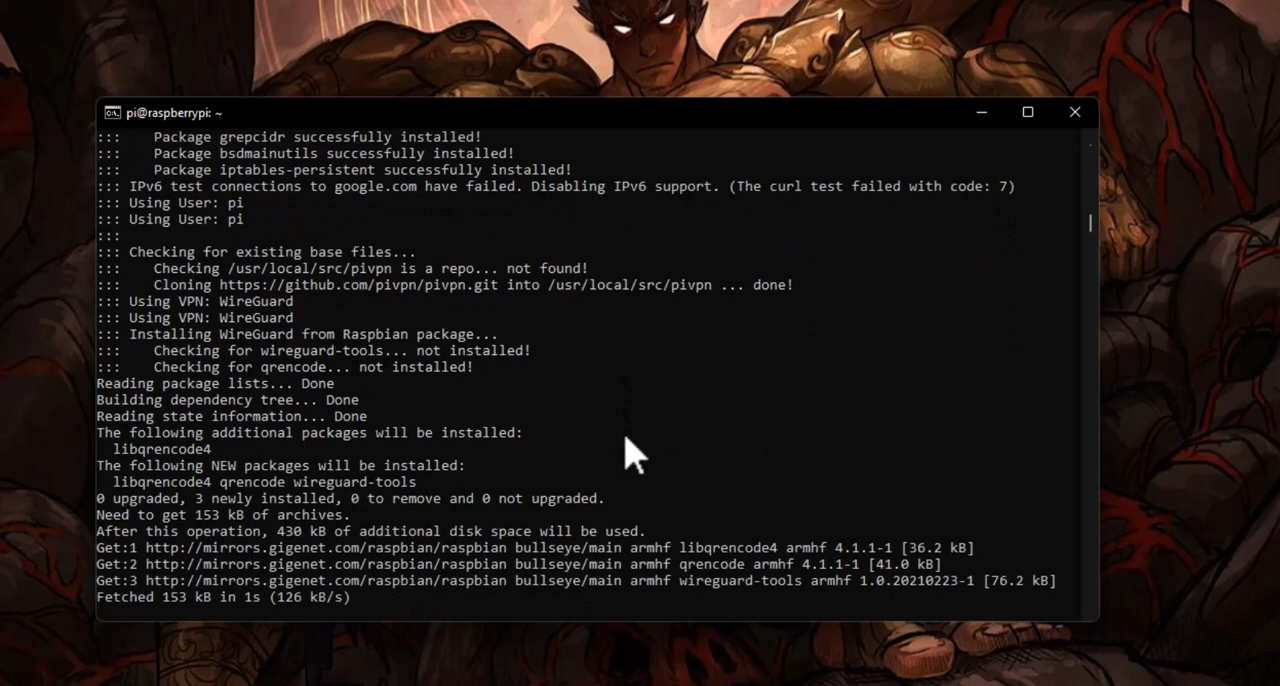 pi@raspberrypi: ~
:::    Package grepcidr successfully installed!
:::    Package bsdmainutils successfully installed!
:::    Package iptables-persistent successfully installed!
::: IPv6 test connections to google.com have failed. Disabling IPv6 support. (The curl test failed with code: 7)
::: Using User: pi
::: Using User: pi
:::
::: Checking for existing base files...
:::    Checking /usr/local/src/pivpn is a repo... not found!
:::    Cloning https://github.com/pivpn/pivpn.git into /usr/local/src/pivpn ... done!
::: Using VPN: WireGuard
::: Using VPN: WireGuard
::: Installing WireGuard from Raspbian package...
:::    Checking for wireguard-tools... not installed!
:::    Checking for qrencode... not installed!
Reading package lists... Done
Building dependency tree... Done
Reading state information... Done
The following additional packages will be installed:
  libqrencode4
The following NEW packages will be installed:
  libqrencode4 qrencode wireguard-tools
0 upgraded, 3 newly installed, 0 to remove and 0 not upgraded.
Need to get 153 kB of archives.
After this operation, 430 kB of additional disk space will be used.
Get:1 http://mirrors.gigenet.com/raspbian/raspbian bullseye/main armhf libqrencode4 armhf 4.1.1-1 [36.2 kB]
Get:2 http://mirrors.gigenet.com/raspbian/raspbian bullseye/main armhf qrencode armhf 4.1.1-1 [41.0 kB]
Get:3 http://mirrors.gigenet.com/raspbian/raspbian bullseye/main armhf wireguard-tools armhf 1.0.20210223-1 [76.2 kB]
Fetched 153 kB in 1s (126 kB/s)